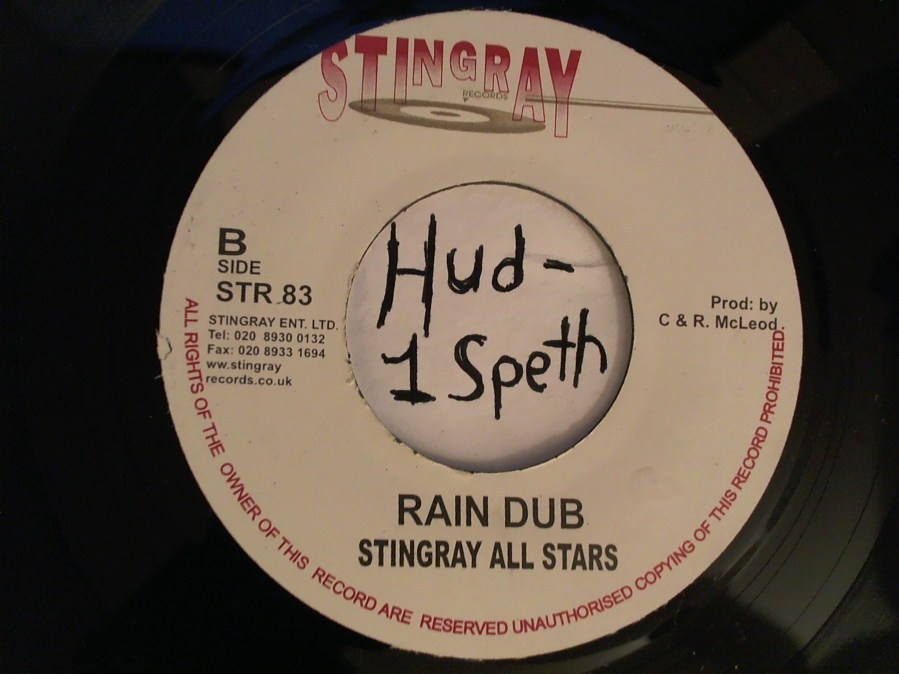 STINGRAY
RECORDS
B
SIDE
STR 83
STINGRAY ENT. LTD.
Tel: 020 8930 0132
Fax: 020 8933 1694
ww.stingray
records.co.uk
Prod: by
C & R. McLeod.
Hud-
1Speth
RAIN DUB
STINGRAY ALL STARS
ALL RIGHTS OF THE OWNER OF THIS RECORD ARE RESERVED UNAUTHORISED COPYING OF THIS RECORD PROHIBITED.